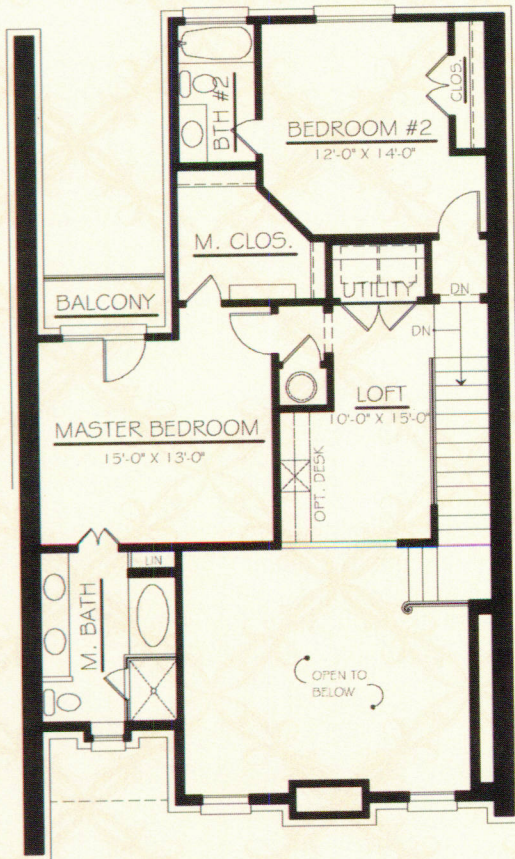 BTH #2
BEDROOM #2
12'-0" X 14'-0"
CLOS.
M. CLOS.
BALCONY
UTILITY
DN
DN
LOFT
10'-0" X 15'-0"
MASTER BEDROOM
15'-0" X 13'-0"
OPT. DESK
LIN
M. BATH
OPEN TO
BELOW